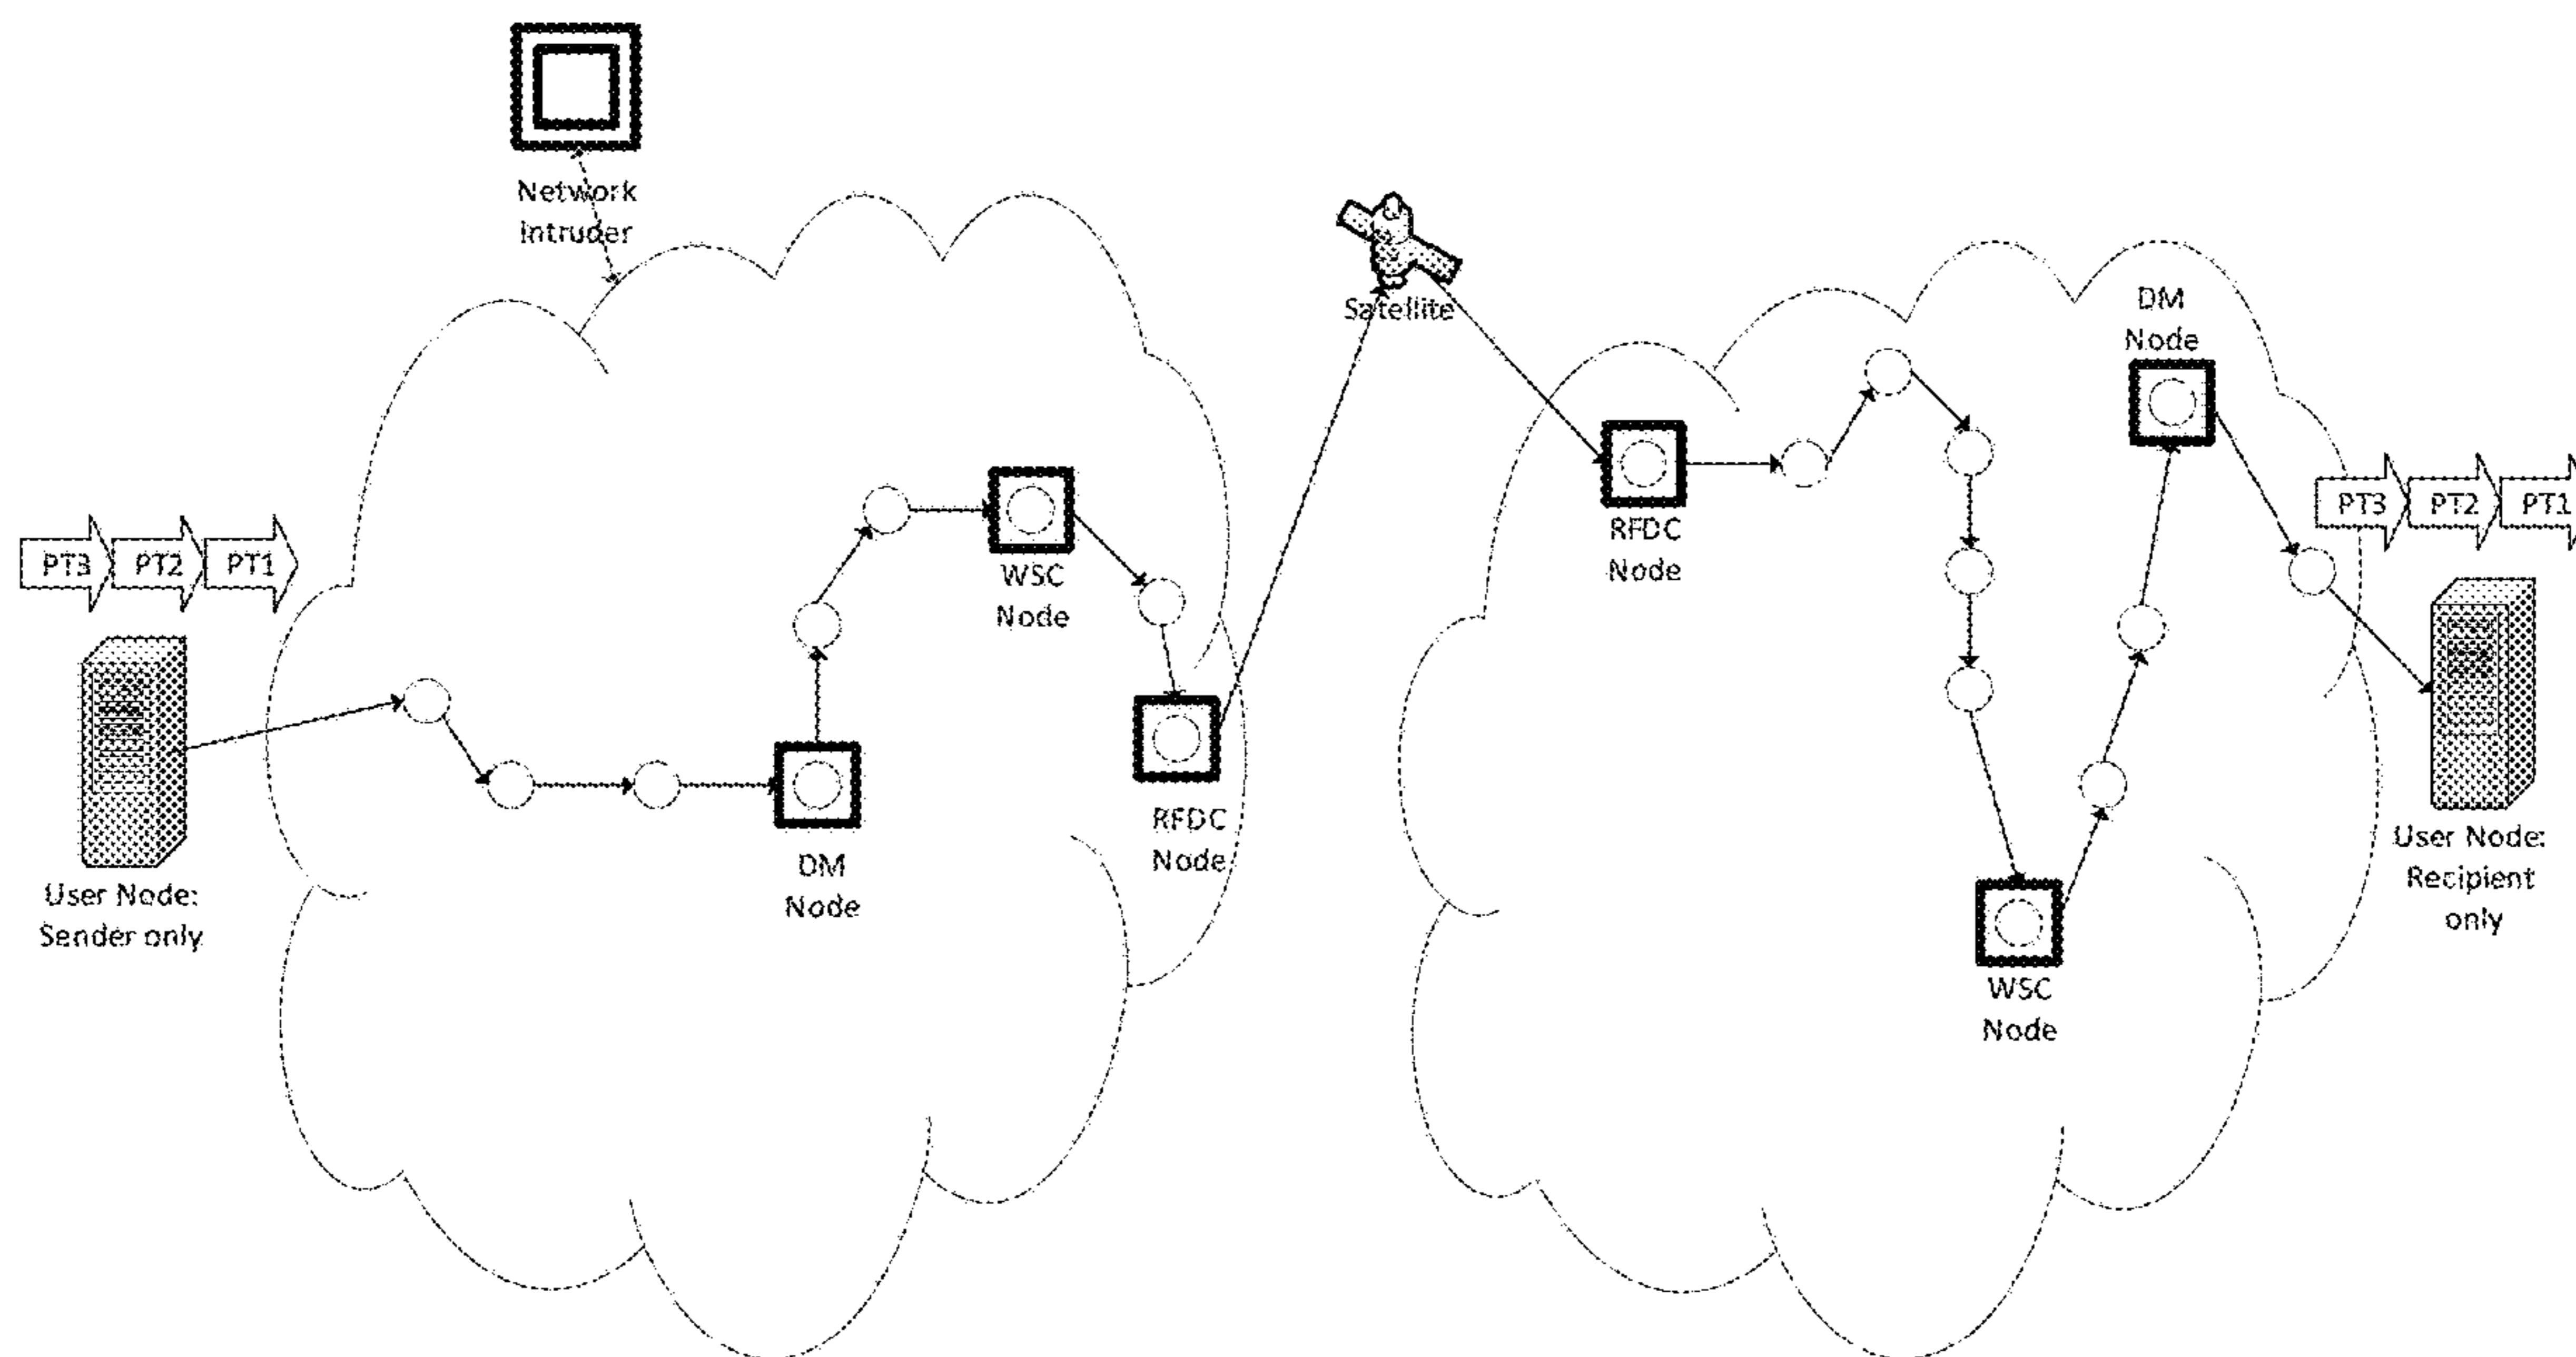 Network
Intruder
Satellite
DM
Node
PT3 PT2 PT1
WSC
Node
RFDC
Node
PT3 PT2 PT1
User Node:
Sender only
DM
Node
RFDC
Node
WSC
Node
User Node:
Recipient
only